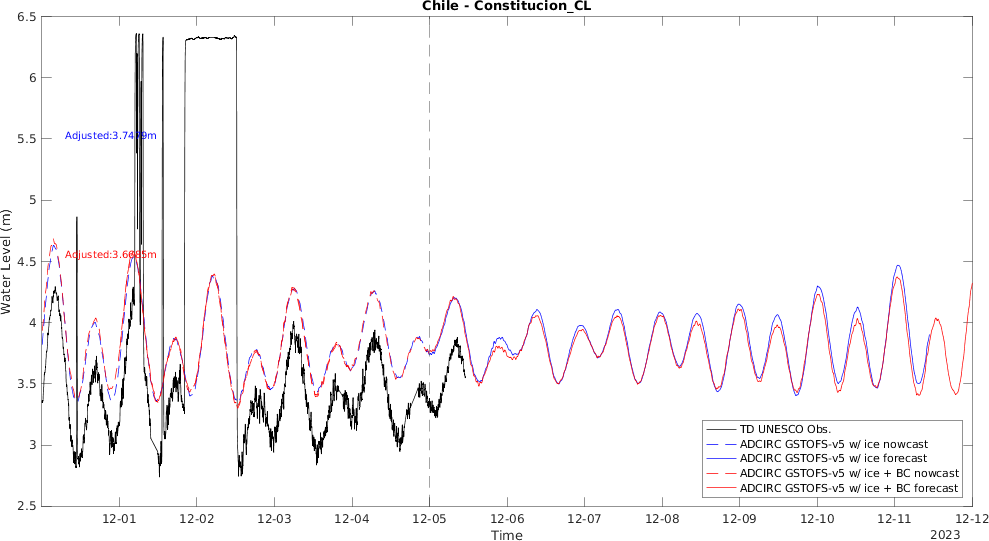 Chile - Constitucion_CL
6.5
6
5.5
5
4.5
4
3.5
3
2.5
Water Level (m)
Adjusted:3.7479m
Adjusted:3.6685m
TD UNESCO Obs.
ADCIRC GSTOFS-v5 w/ ice nowcast
ADCIRC GSTOFS-v5 w/ ice forecast
ADCIRC GSTOFS-v5 w/ ice + BC nowcast
ADCIRC GSTOFS-v5 w/ ice + BC forecast
12-01 12-02 12-03 12-04 12-05 12-06 12-07 12-08 12-09 12-10 12-11 12-12
Time
2023